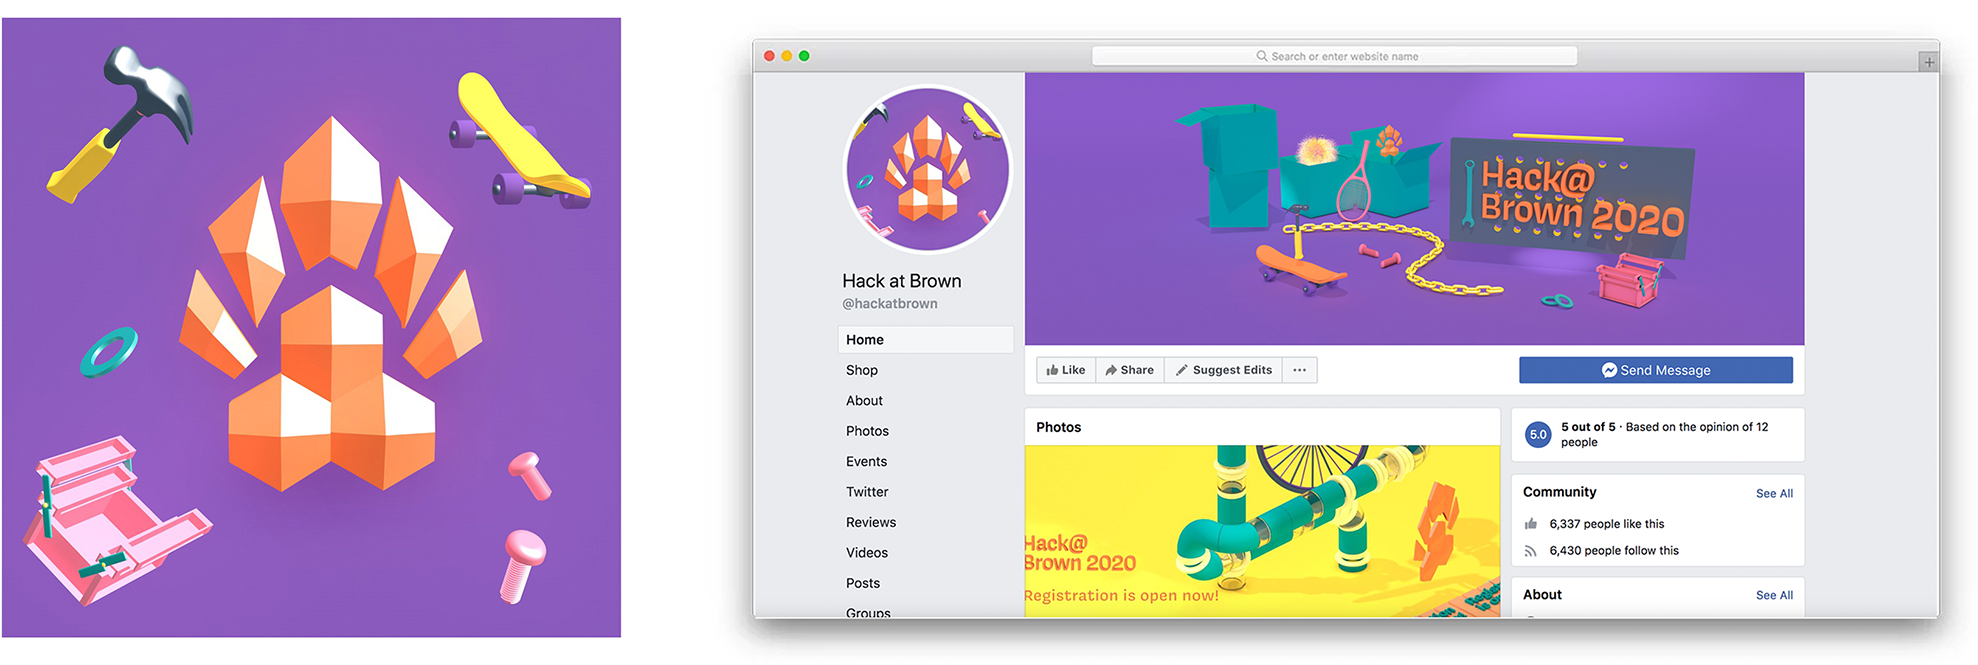 Search or enter website name
Hack@
Brown 2020
Hack at Brown
@hackatbrown
Home
Shop
About
Photos
Events
Twitter
Reviews
Videos
Posts
Groups
Like
Share
Suggest Edits
Send Message
Photos
Hack@
Brown 2020
Registration is open now!
5.0
5 out of 5 · Based on the opinion of 12
people
Community
See All
6,337 people like this
6,430 people follow this
About
See All